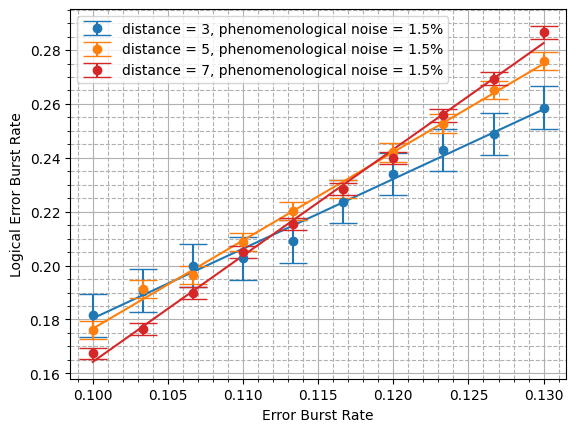 distance = 3, phenomenological noise = 1.5%
distance = 5, phenomenological noise = 1.5%
distance = 7, phenomenological noise = 1.5%
Logical Error Burst Rate
0.28
0.26
0.24
0.22
0.20
0.18
0.16
0.100 0.105 0.110 0.115 0.120 0.125 0.130
Error Burst Rate